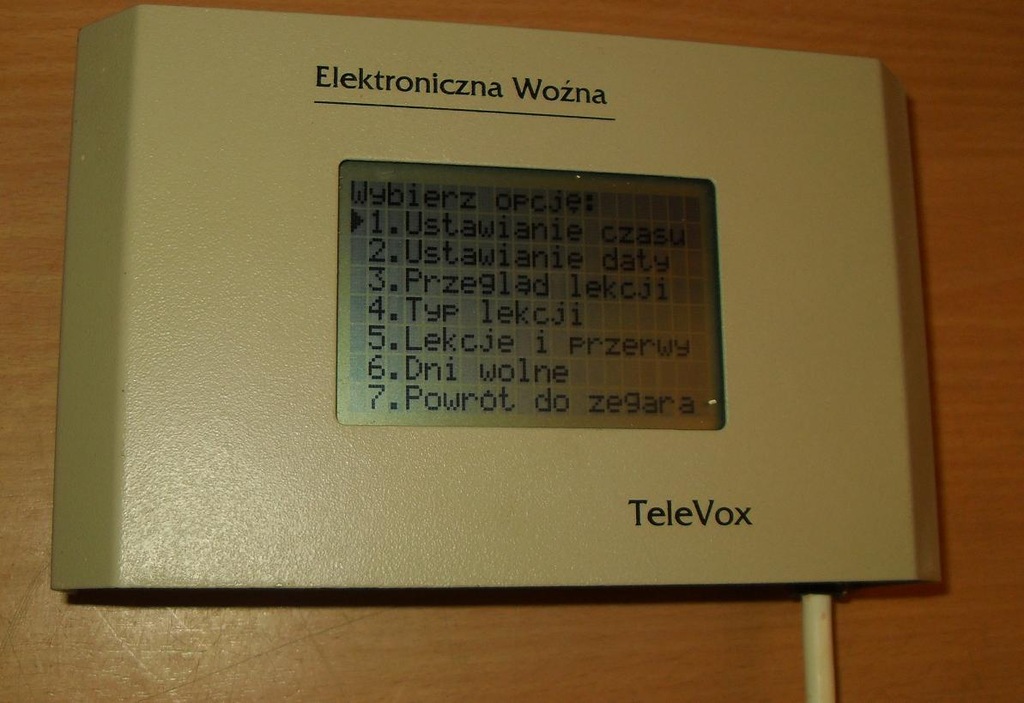 Elektroniczna Woźna
Wybierz opcję:
1.Ustawianie czasu
2.Ustawianie daty
3.Przegląd lekcji
4.Typ lekcji
5.Lekcje i przerwy
6.Dni wolne
7.Powrót do zegara
TeleVox